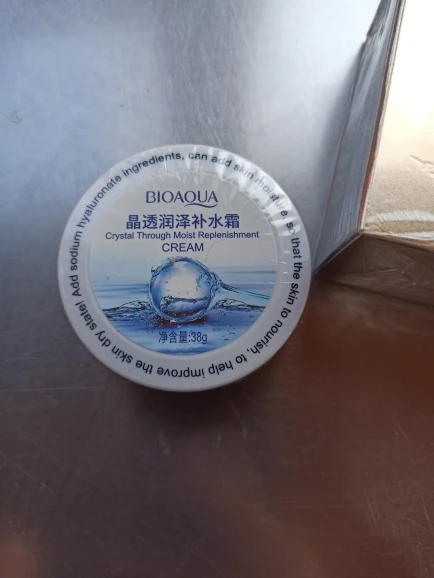 BIOAQUA
晶透润泽补水霜
Crystal Through Moist Replenishment
CREAM
净含量:38g
Add sodium hyaluronate ingredients, can add skin moisture, so that the skin to nourish, to help improve the skin dry state!